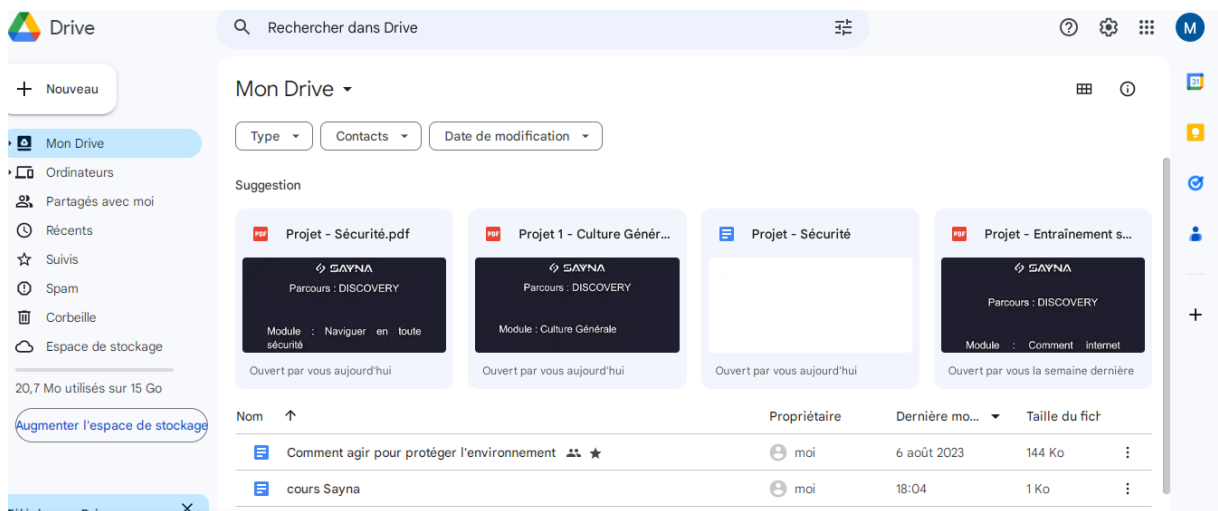 Drive
Rechercher dans Drive
M
Nouveau
Mon Drive
Ordinateurs
Partagés avec moi
Récents
Suivis
Spam
Corbeille
Espace de stockage
20,7 Mo utilisés sur 15 Go
Augmenter l'espace de stockage
Mon Drive
Type
Contacts
Date de modification
Suggestion
Projet - Sécurité.pdf
SAYNA
Parcours : DISCOVERY
Module : Naviguer en toute
sécurité
Ouvert par vous aujourd'hui
Projet 1 - Culture Génér...
SAYNA
Parcours : DISCOVERY
Module : Culture Générale
Ouvert par vous aujourd'hui
Projet - Sécurité
Ouvert par vous aujourd'hui
Projet - Entraînement s...
SAYNA
Parcours : DISCOVERY
Module : Comment internet
Ouvert par vous la semaine dernière
Nom Propriétaire Dernière mo... Taille du fich
Comment agir pour protéger l'environnement moi 6 août 2023 144 Ko
cours Sayna moi 18:04 1 Ko
31